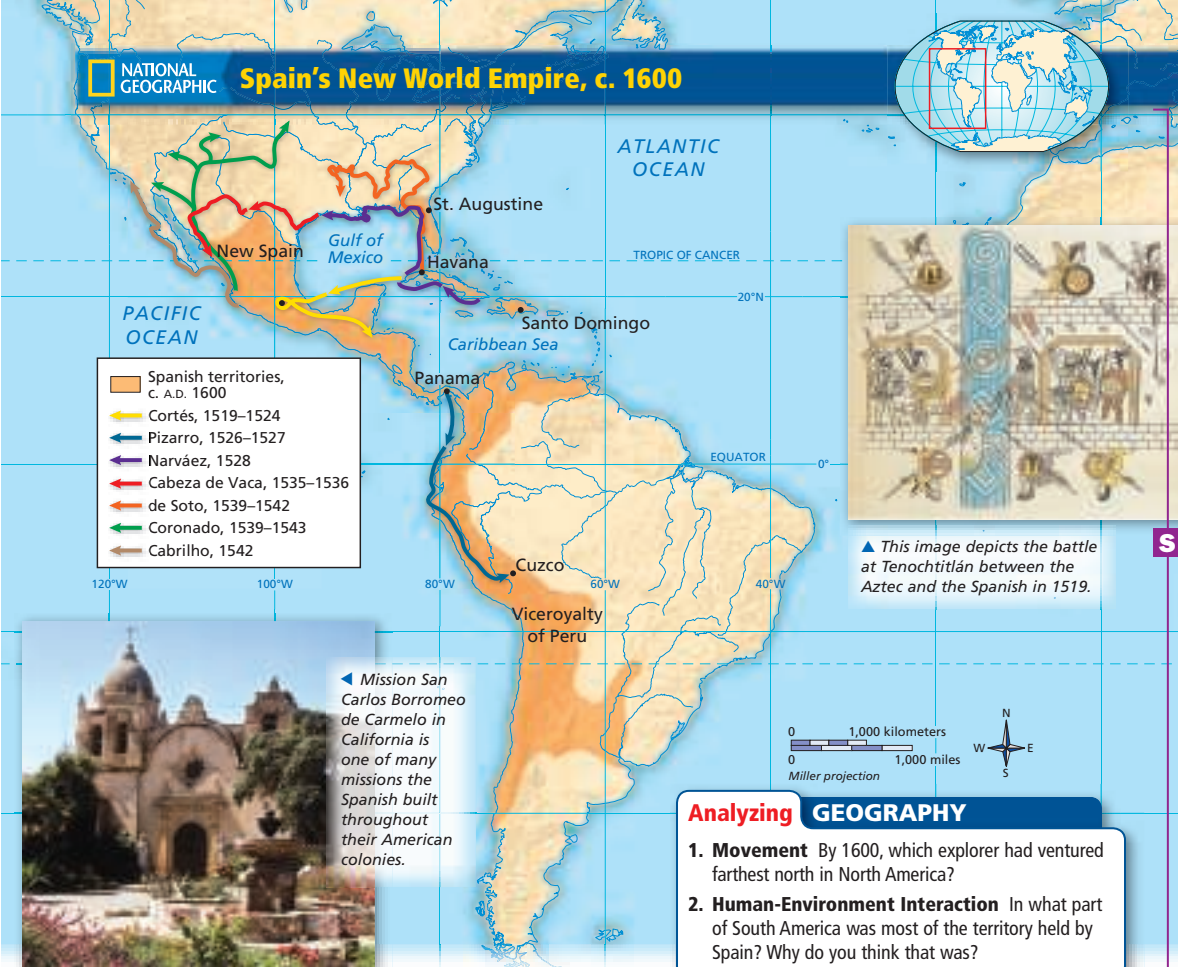 NATIONAL
GEOGRAPHIC
Spain's New World Empire, c. 1600
ATLANTIC
OCEAN
St. Augustine
New Spain
Gulf of
Mexico
TROPIC OF CANCER
Havana
20°N
PACIFIC
OCEAN
Santo Domingo
Caribbean Sea
Panama
Spanish territories,
C. A.D. 1600
Cortés, 1519–1524
Pizarro, 1526–1527
Narváez, 1528
Cabeza de Vaca, 1535–1536
de Soto, 1539–1542
Coronado, 1539–1543
Cabrilho, 1542
EQUATOR
0°
▲ This image depicts the battle
at Tenochtitlán between the
Aztec and the Spanish in 1519.
S
Cuzco
120°W 100°W 80°W 60°W 40°W
Viceroyalty
of Peru
◀ Mission San
Carlos Borromeo
de Carmelo in
California is
one of many
missions the
Spanish built
throughout
their American
colonies.
0 1,000 kilometers
0 1,000 miles
Miller projection
N
W E
S
Analyzing GEOGRAPHY
1. Movement By 1600, which explorer had ventured
farthest north in North America?
2. Human-Environment Interaction In what part
of South America was most of the territory held by
Spain? Why do you think that was?